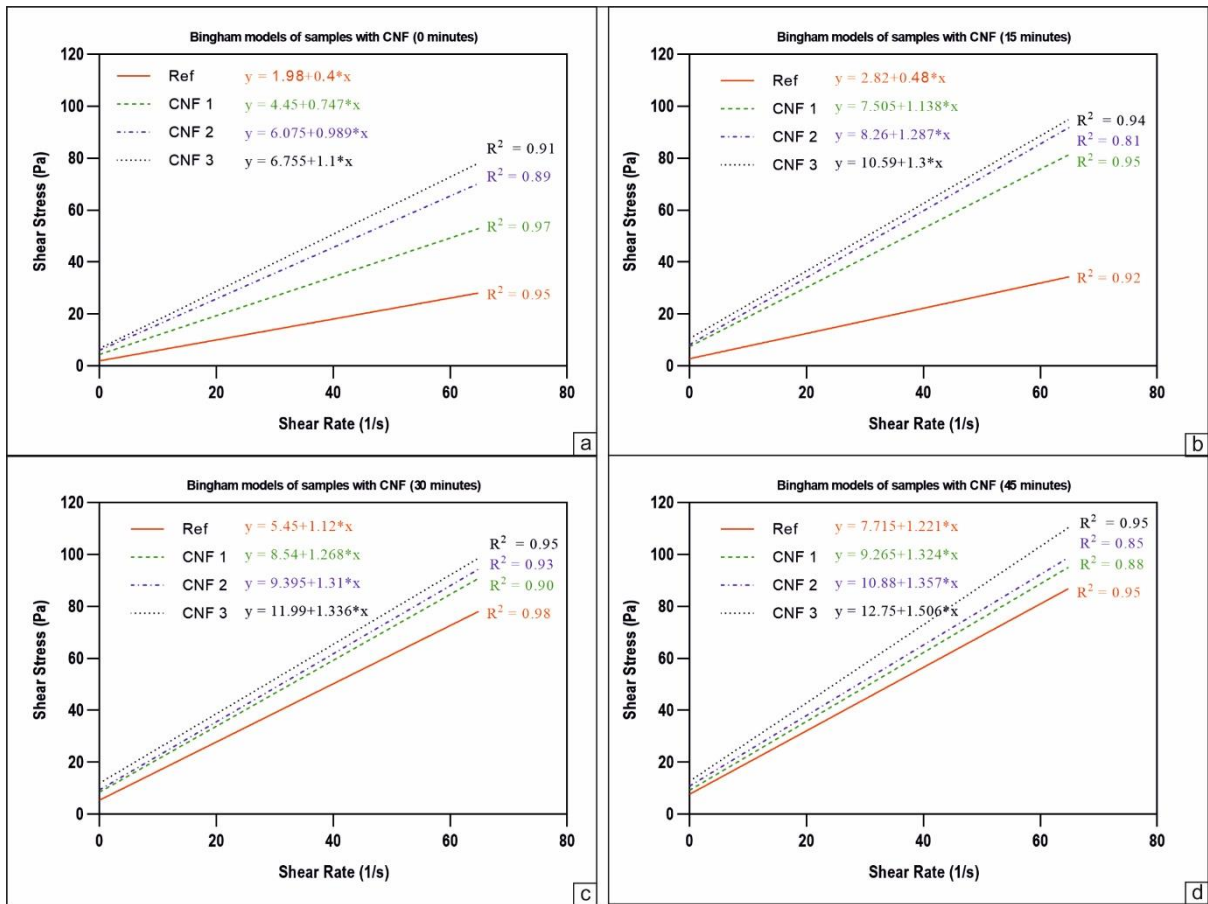 Bingham models of samples with CNF (0 minutes)
120
100
80
60
40
20
0
Shear Stress (Pa)
Ref y = 1.98+0.4*x
CNF 1 y = 4.45+0.747*x
CNF 2 y = 6.075+0.989*x
CNF 3 y = 6.755+1.1*x
R² = 0.91
R² = 0.89
R² = 0.97
R² = 0.95
0 20 40 60 80
Shear Rate (1/s)
a
Bingham models of samples with CNF (15 minutes)
120
100
80
60
40
20
0
Shear Stress (Pa)
Ref y = 2.82+0.48*x
CNF 1 y = 7.505+1.138*x
CNF 2 y = 8.26+1.287*x
CNF 3 y = 10.59+1.3*x
R² = 0.94
R² = 0.81
R² = 0.95
R² = 0.92
0 20 40 60 80
Shear Rate (1/s)
b
Bingham models of samples with CNF (30 minutes)
120
100
80
60
40
20
0
Shear Stress (Pa)
Ref y = 5.45+1.12*x
CNF 1 y = 8.54+1.268*x
CNF 2 y = 9.395+1.31*x
CNF 3 y = 11.99+1.336*x
R² = 0.95
R² = 0.93
R² = 0.90
R² = 0.98
0 20 40 60 80
Shear Rate (1/s)
c
Bingham models of samples with CNF (45 minutes)
120
100
80
60
40
20
0
Shear Stress (Pa)
Ref y = 7.715+1.221*x
CNF 1 y = 9.265+1.324*x
CNF 2 y = 10.88+1.357*x
CNF 3 y = 12.75+1.506*x
R² = 0.95
R² = 0.85
R² = 0.88
R² = 0.95
0 20 40 60 80
Shear Rate (1/s)
d